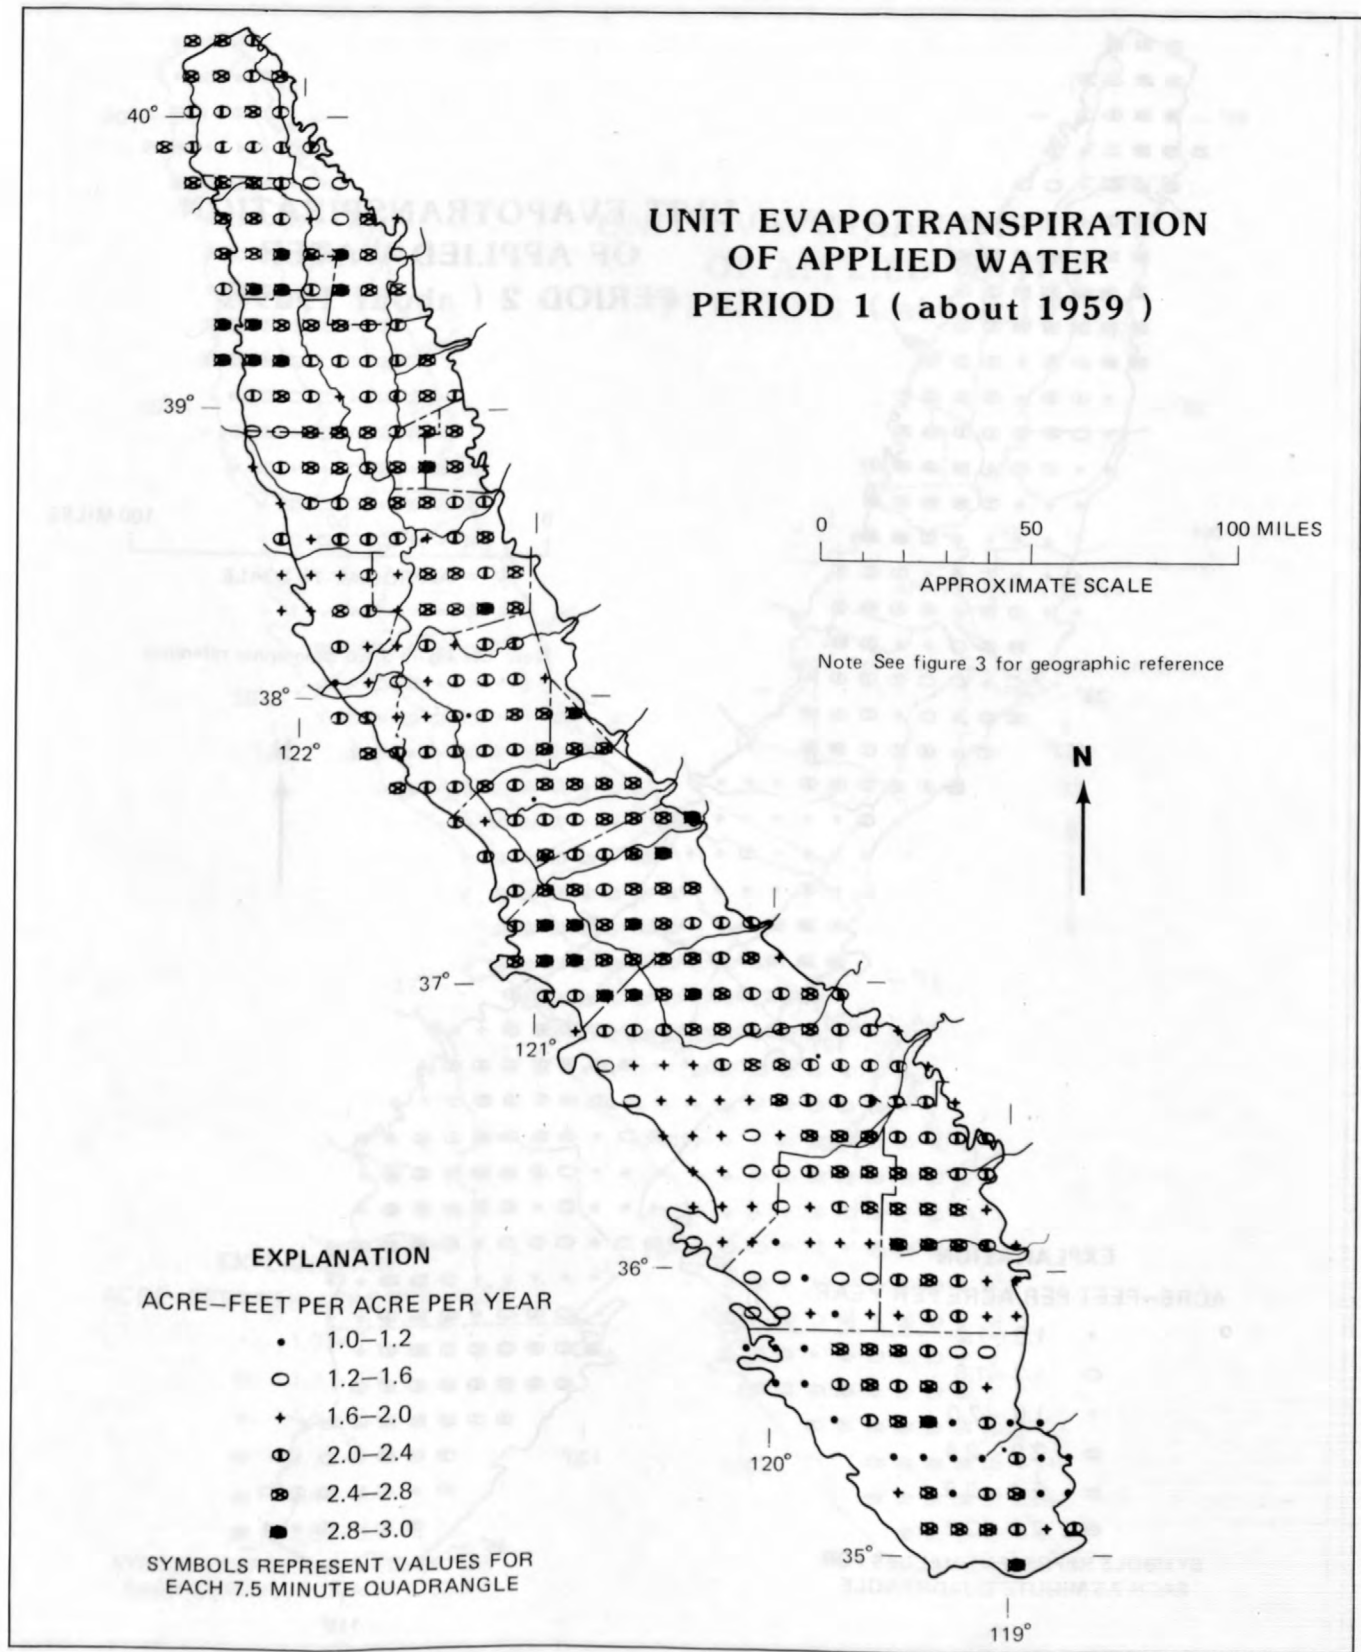 UNIT EVAPOTRANSPIRATION
OF APPLIED WATER
PERIOD 1 ( about 1959 )
40°
39°
38°
122°
37°
121°
36°
120°
35°
119°
0 50 100 MILES
APPROXIMATE SCALE
Note See figure 3 for geographic reference
N
EXPLANATION
ACRE—FEET PER ACRE PER YEAR
1.0—1.2
1.2—1.6
1.6—2.0
2.0—2.4
2.4—2.8
2.8—3.0
SYMBOLS REPRESENT VALUES FOR
EACH 7.5 MINUTE QUADRANGLE